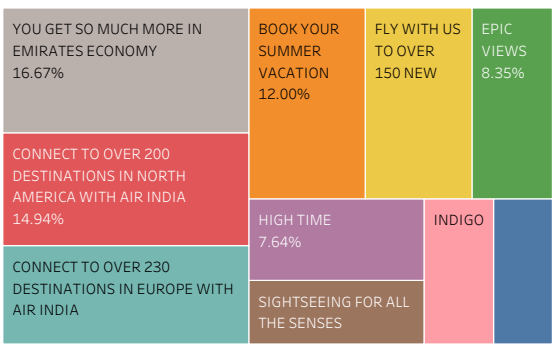 YOU GET SO MUCH MORE IN
EMIRATES ECONOMY
16.67%
CONNECT TO OVER 200
DESTINATIONS IN NORTH
AMERICA WITH AIR INDIA
14.94%
CONNECT TO OVER 230
DESTINATIONS IN EUROPE WITH
AIR INDIA
BOOK YOUR
SUMMER
VACATION
12.00%
FLY WITH US
TO OVER
150 NEW
EPIC
VIEWS
8.35%
HIGH TIME
7.64%
SIGHTSEEING FOR ALL
THE SENSES
INDIGO